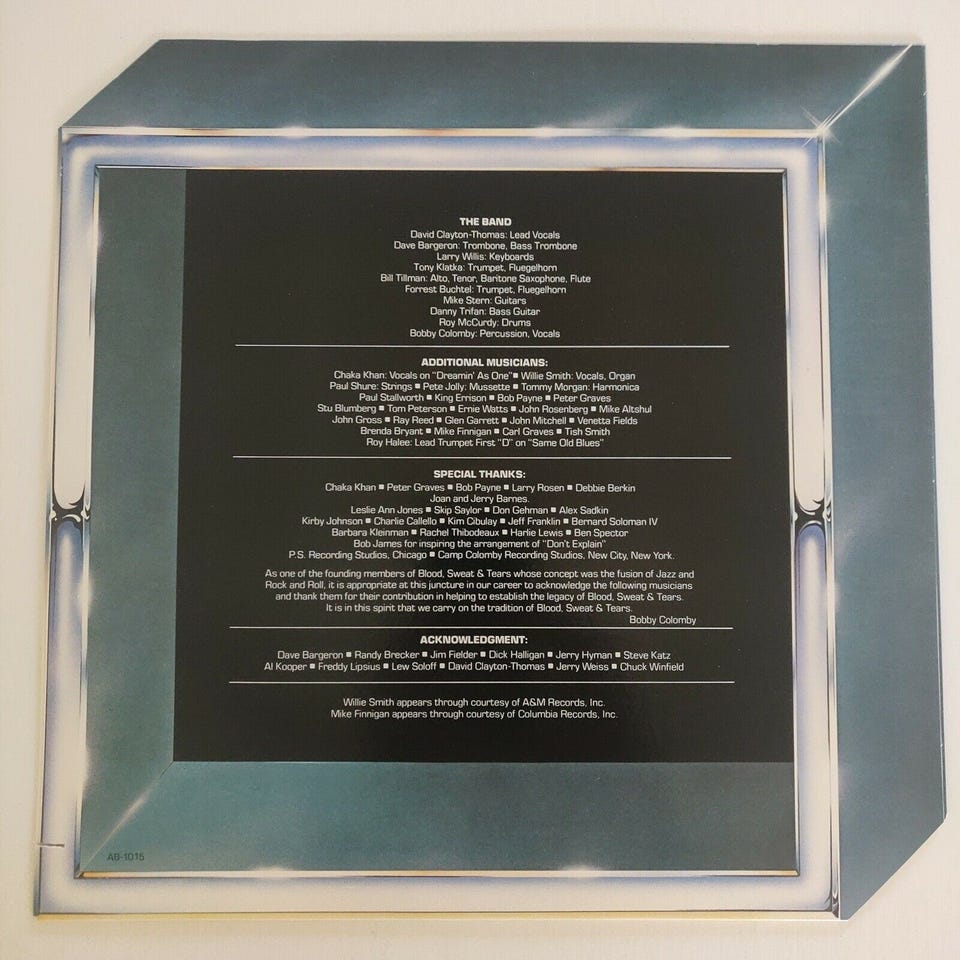 THE BAND
David Clayton-Thomas: Lead Vocals
Dave Bargeron: Trombone, Bass Trombone
Larry Willis: Keyboards
Tony Klatka: Trumpet, Fluegelhorn
Bill Tillman: Alto, Tenor, Baritone Saxophone, Flute
Forrest Buchtel: Trumpet, Fluegelhorn
Mike Stern: Guitars
Danny Trifan: Bass Guitar
Roy McCurdy: Drums
Bobby Colomby: Percussion, Vocals
ADDITIONAL MUSICIANS:
Chaka Khan: Vocals on "Dreamin' As One" ■ Willie Smith: Vocals, Organ
Paul Shure: Strings ■ Pete Jolly: Mussette ■ Tommy Morgan: Harmonica
Paul Stallworth ■ King Errison ■ Bob Payne ■ Peter Graves
Stu Blumberg ■ Tom Peterson ■ Ernie Watts ■ John Rosenberg ■ Mike Altshul
John Gross ■ Ray Reed ■ Glen Garrett ■ John Mitchell ■ Venetta Fields
Brenda Bryant ■ Mike Finnigan ■ Carl Graves ■ Tish Smith
Roy Halee: Lead Trumpet First "D" on "Same Old Blues"
SPECIAL THANKS:
Chaka Khan ■ Peter Graves ■ Bob Payne ■ Larry Rosen ■ Debbie Berkin
Joan and Jerry Barnes.
Leslie Ann Jones ■ Skip Saylor ■ Don Gehman ■ Alex Sadkin
Kirby Johnson ■ Charlie Callello ■ Kim Cibulay ■ Jeff Franklin ■ Bernard Soloman IV
Barbara Kleinman ■ Rachel Thibodeaux ■ Harlie Lewis ■ Ben Spector
Bob James for inspiring the arrangement of "Don't Explain"
P.S. Recording Studios, Chicago ■ Camp Colomby Recording Studios, New City, New York.
As one of the founding members of Blood, Sweat & Tears whose concept was the fusion of Jazz and
Rock and Roll, it is appropriate at this juncture in our career to acknowledge the following musicians
and thank them for their contribution in helping to establish the legacy of Blood, Sweat & Tears.
It is in this spirit that we carry on the tradition of Blood, Sweat & Tears.
Bobby Colomby
ACKNOWLEDGMENT:
Dave Bargeron ■ Randy Brecker ■ Jim Fielder ■ Dick Halligan ■ Jerry Hyman ■ Steve Katz
Al Kooper ■ Freddy Lipsius ■ Lew Soloff ■ David Clayton-Thomas ■ Jerry Weiss ■ Chuck Winfield
Willie Smith appears through courtesy of A&M Records, Inc.
Mike Finnigan appears through courtesy of Columbia Records, Inc.
AB-1015